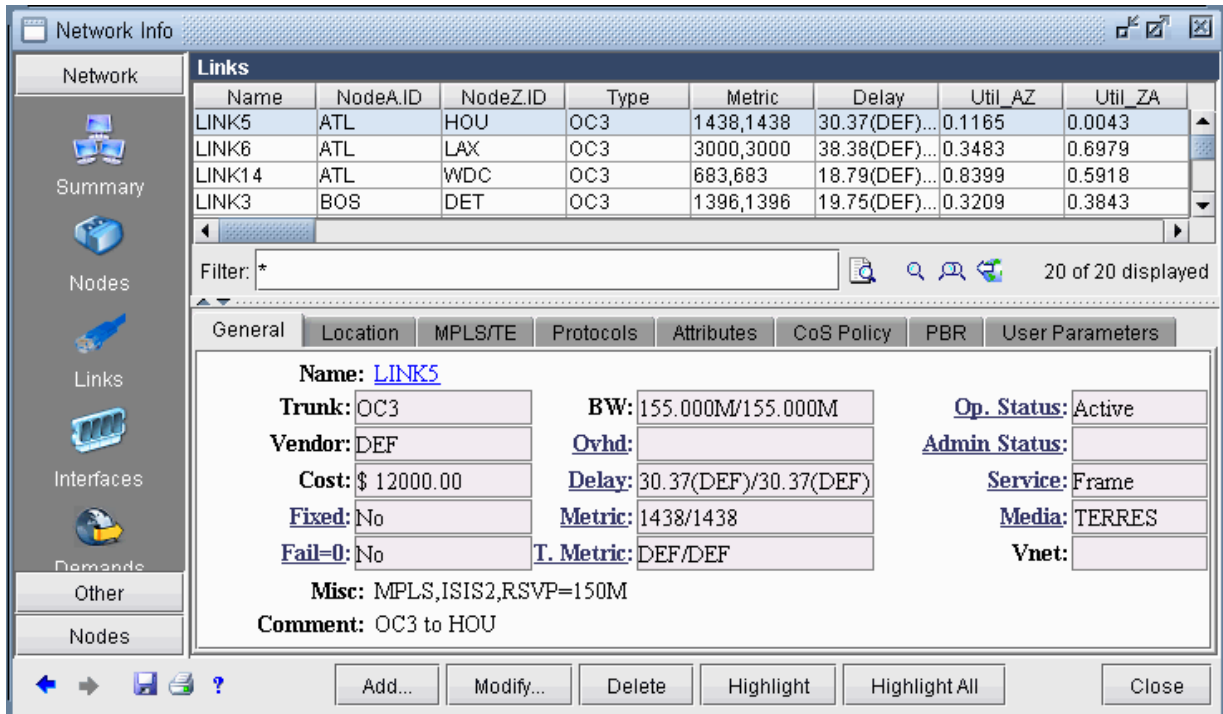 Network Info
Network
Summary
Nodes
Links
Interfaces
Demands
Other
Nodes
Links
Name NodeA.ID NodeZ.ID Type Metric Delay Util_AZ Util_ZA
LINK5 ATL HOU OC3 1438,1438 30.37(DEF)... 0.1165 0.0043
LINK6 ATL LAX OC3 3000,3000 38.38(DEF)... 0.3483 0.6979
LINK14 ATL WDC OC3 683,683 18.79(DEF)... 0.8399 0.5918
LINK3 BOS DET OC3 1396,1396 19.75(DEF)... 0.3209 0.3843
Filter: * 20 of 20 displayed
General Location MPLS/TE Protocols Attributes CoS Policy PBR User Parameters
Name: LINK5
Trunk: OC3 BW: 155.000M/155.000M Op. Status: Active
Vendor: DEF Ovhd: Admin Status:
Cost: $ 12000.00 Delay: 30.37(DEF)/30.37(DEF) Service: Frame
Fixed: No Metric: 1438/1438 Media: TERRES
Fail=0: No T. Metric: DEF/DEF Vnet:
Misc: MPLS,ISIS2,RSVP=150M
Comment: OC3 to HOU
? Add... Modify... Delete Highlight Highlight All Close